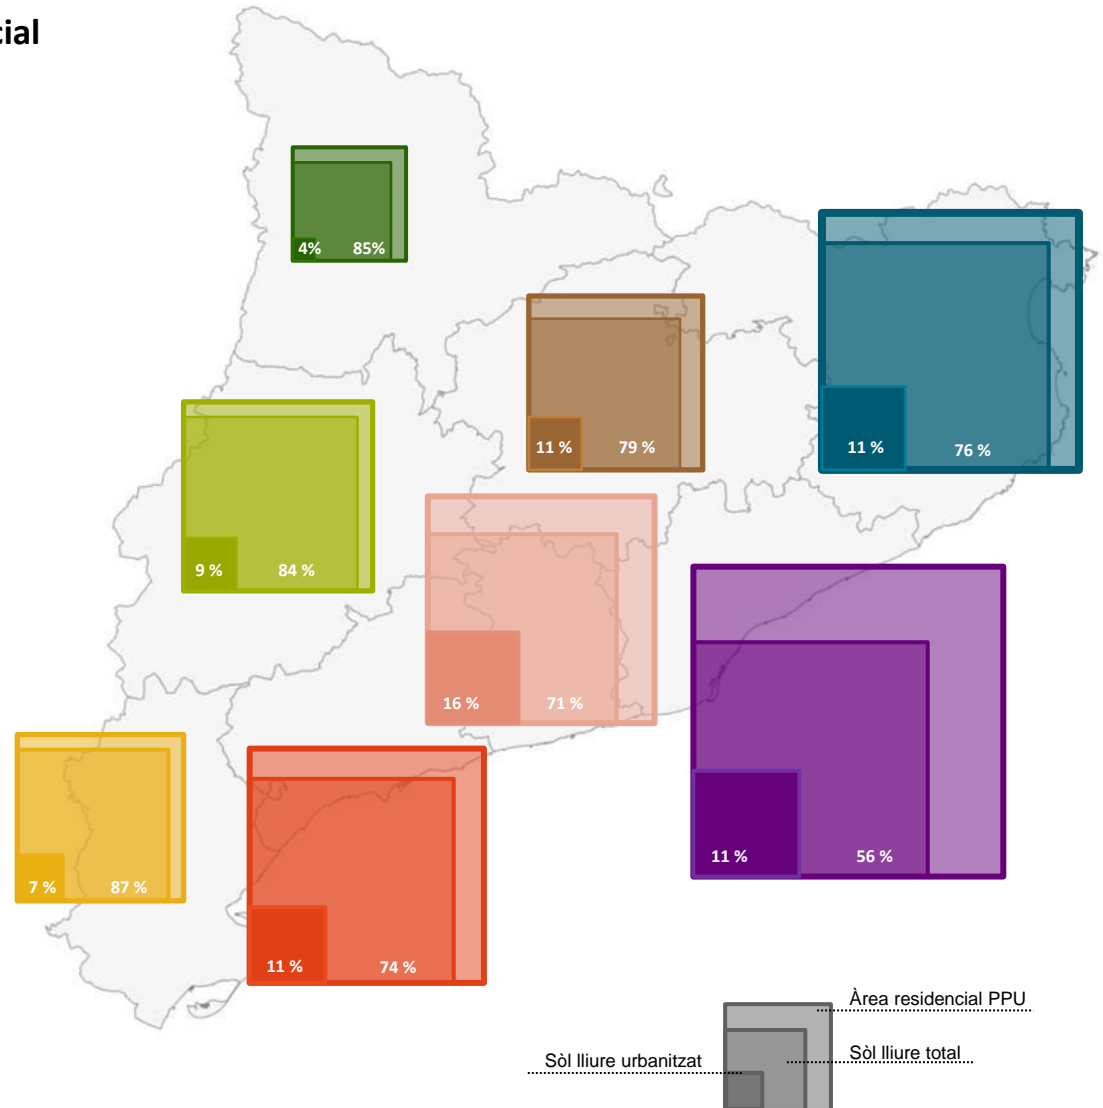 cial
4% 85%
11 % 79 %
11 % 76 %
9 % 84 %
16 % 71 %
7 % 87 %
11 % 74 %
11 % 56 %
Àrea residencial PPU
Sòl lliure total
Sòl lliure urbanitzat